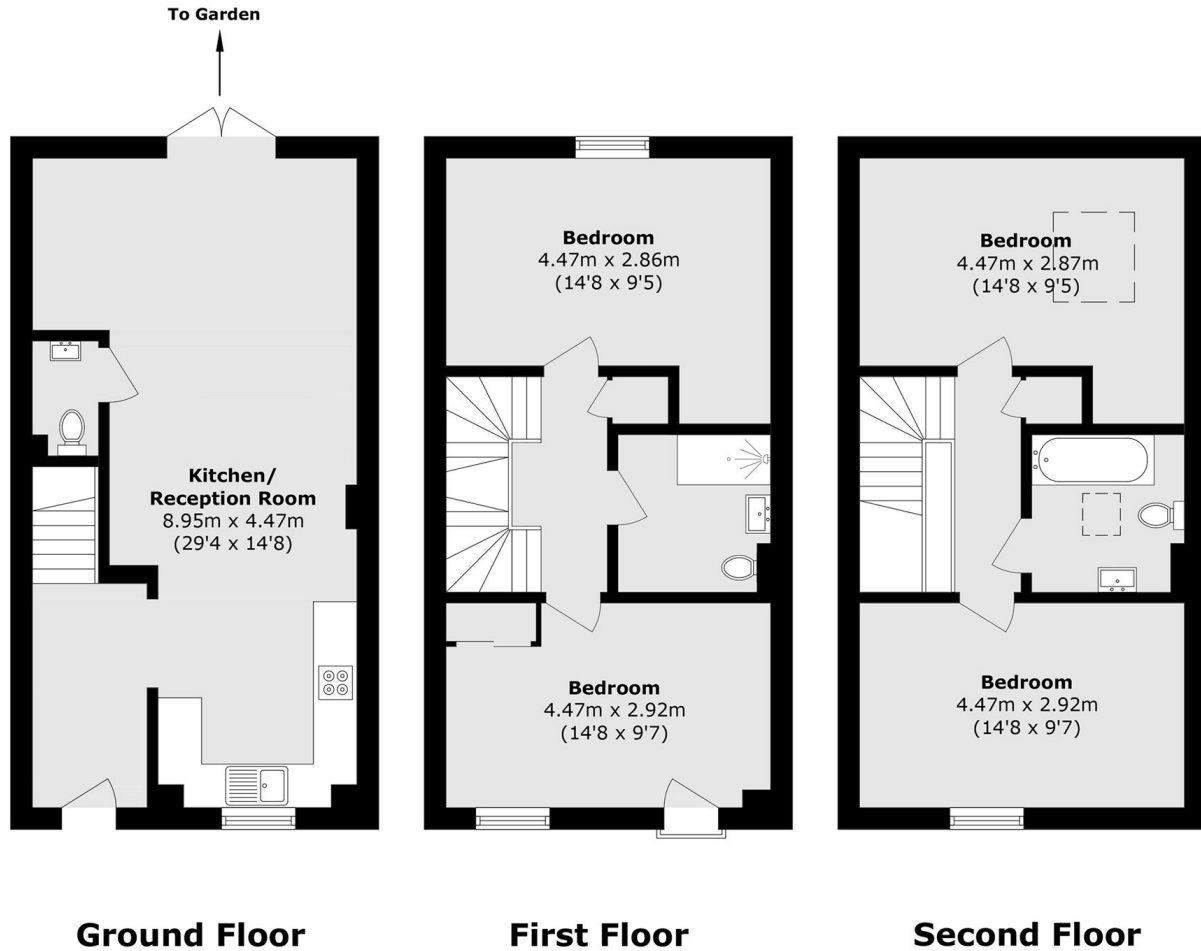 To Garden
Kitchen/
Reception Room
8.95m x 4.47m
(29'4 x 14'8)
Bedroom
4.47m x 2.86m
(14'8 x 9'5)
Bedroom
4.47m x 2.92m
(14'8 x 9'7)
Bedroom
4.47m x 2.87m
(14'8 x 9'5)
Bedroom
4.47m x 2.92m
(14'8 x 9'7)
Ground Floor
First Floor
Second Floor